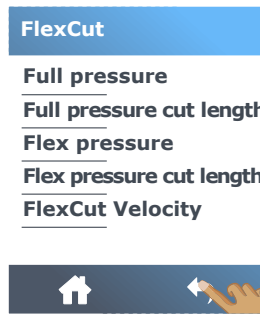 FlexCut
Full pressure
Full pressure cut length
Flex pressure
Flex pressure cut length
FlexCut Velocity